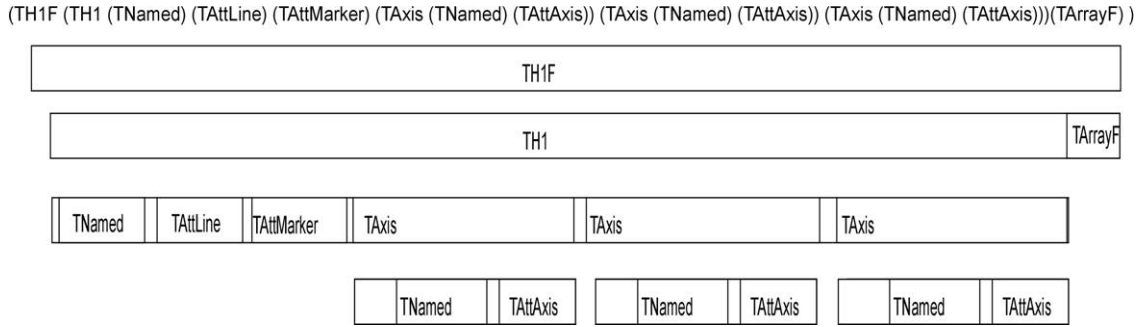 (TH1F (TH1 (TNamed) (TAttLine) (TAttMarker) (TAxis (TNamed) (TAttAxis)) (TAxis (TNamed) (TAttAxis)) (TAxis (TNamed) (TAttAxis)))(TArrayF) )
TH1F
TH1 TArrayF
TNamed TAttLine TAttMarker TAxis TAxis TAxis
TNamed TAttAxis TNamed TAttAxis TNamed TAttAxis